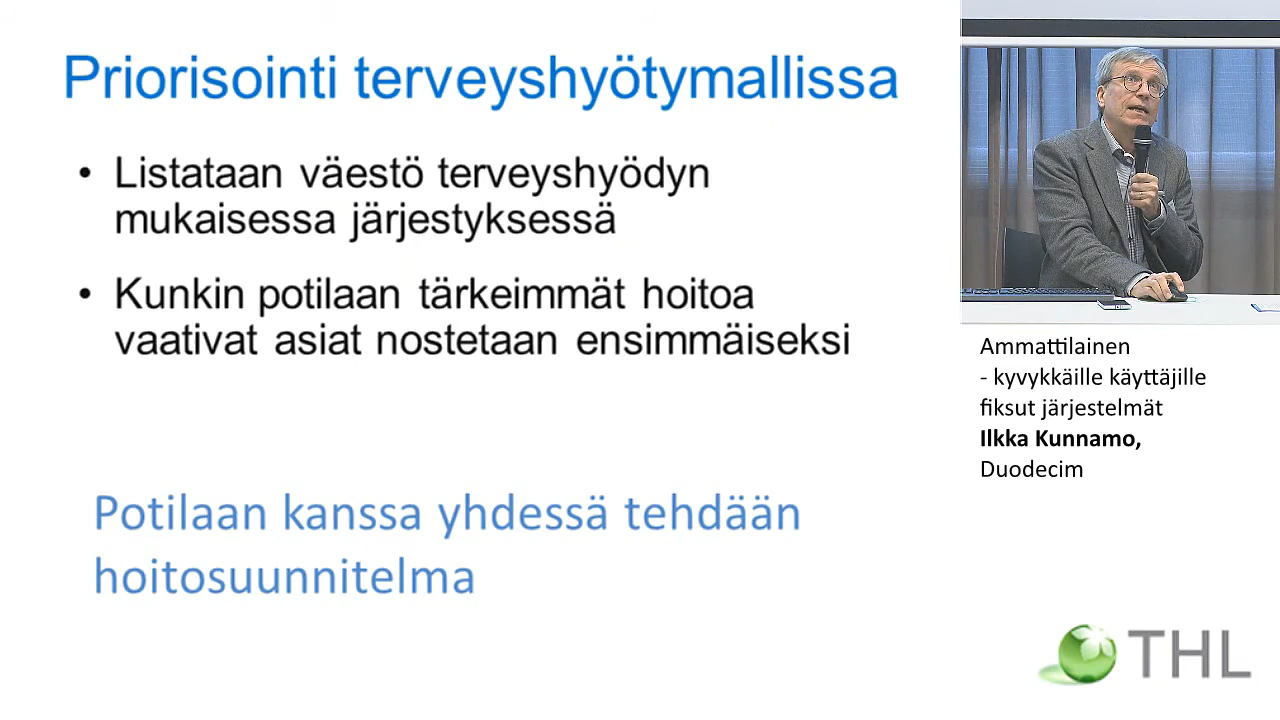 Priorisointi terveyshyötymallissa
• Listataan väestö terveyshyödyn
mukaisessa järjestyksessä
• Kunkin potilaan tärkeimmät hoitoa
vaativat asiat nostetaan ensimmäiseksi
Potilaan kanssa yhdessä tehdään
hoitosuunnitelma
Ammattilainen
- kyvykkäille käyttäjille
fiksut järjestelmät
Ilkka Kunnamo,
Duodecim
THL